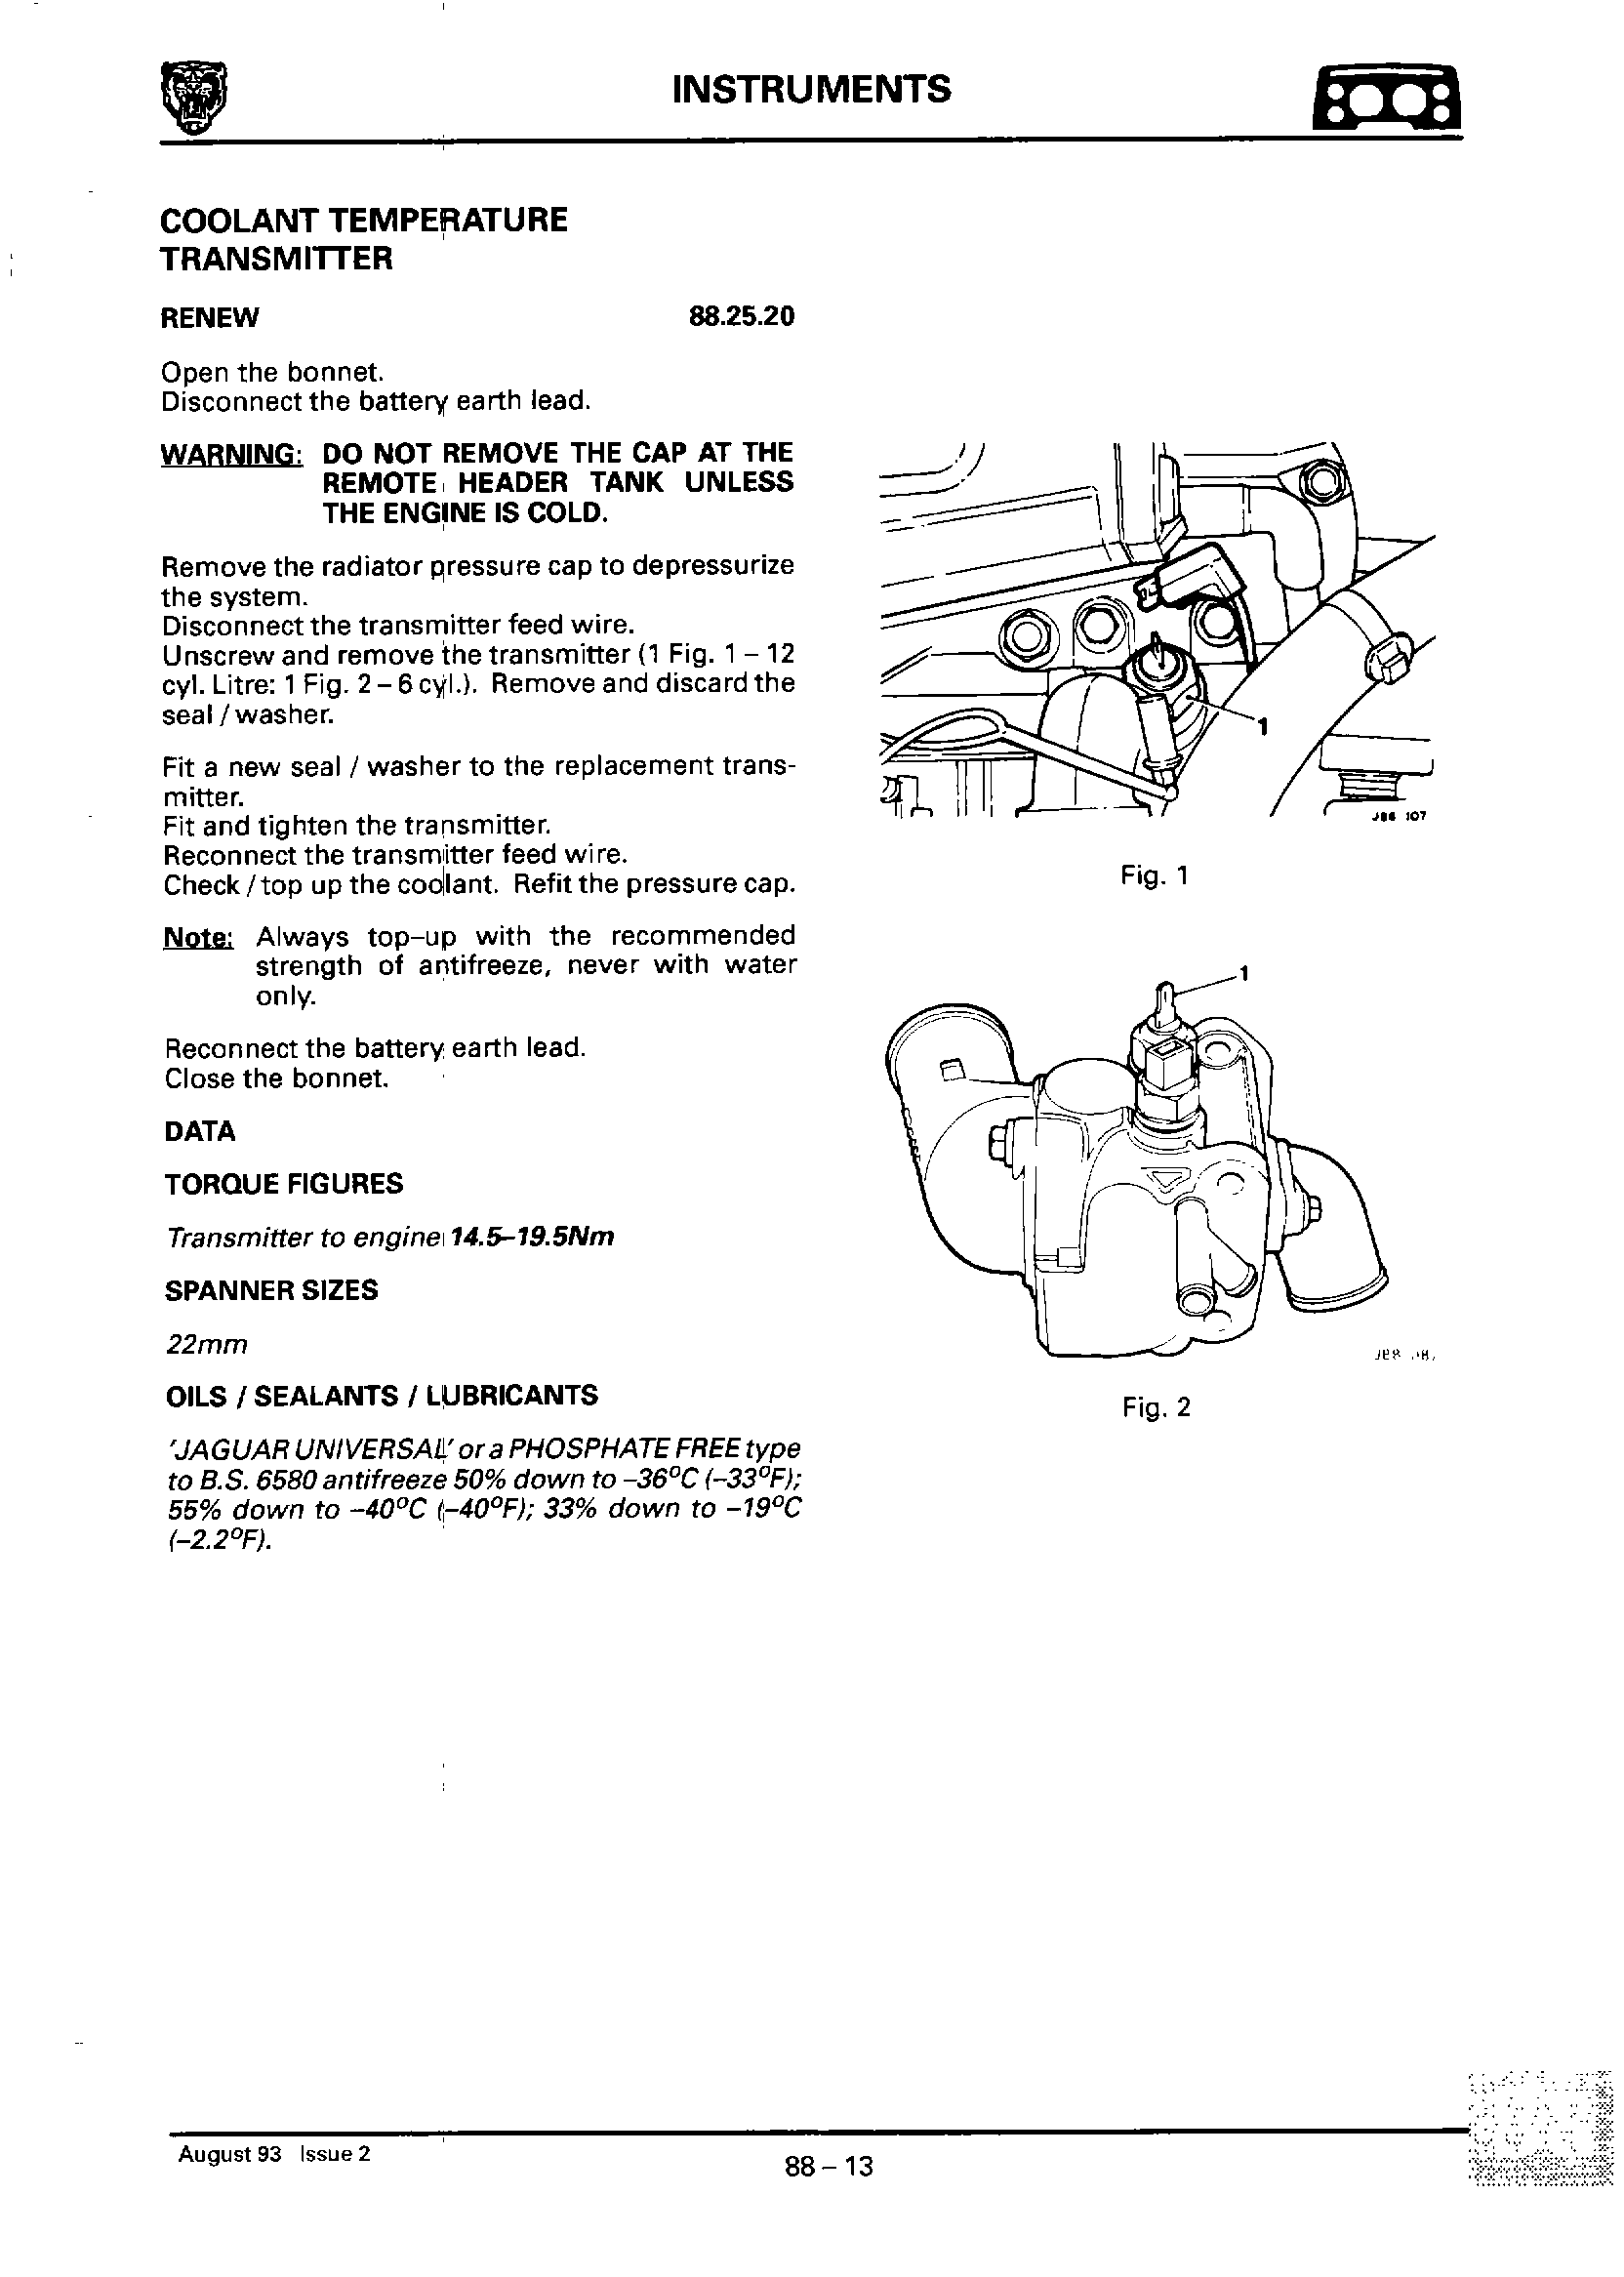 INSTRUMENTS
COOLANT TEMPERATURE
TRANSMITTER
RENEW 88.25.20
Open the bonnet.
Disconnect the battery earth lead.
WARNING: DO NOT REMOVE THE CAP AT THE
REMOTE HEADER TANK UNLESS
THE ENGINE IS COLD.
Remove the radiator pressure cap to depressurize
the system.
Disconnect the transmitter feed wire.
Unscrew and remove the transmitter (1 Fig. 1 – 12
cyl. Litre: 1 Fig. 2 – 6 cyl.). Remove and discard the
seal / washer.
Fit a new seal / washer to the replacement trans-
mitter.
Fit and tighten the transmitter.
Reconnect the transmitter feed wire.
Check / top up the coolant. Refit the pressure cap.
Note: Always top–up with the recommended
strength of antifreeze, never with water
only.
Reconnect the battery earth lead.
Close the bonnet.
DATA
TORQUE FIGURES
Transmitter to engine 14.5–19.5Nm
SPANNER SIZES
22mm
OILS / SEALANTS / LUBRICANTS
'JAGUAR UNIVERSAL' or a PHOSPHATE FREE type
to B.S. 6580 antifreeze 50% down to –36°C (–33°F);
55% down to –40°C (–40°F); 33% down to –19°C
(–2.2°F).
1
Fig. 1
1
Fig. 2
August 93 Issue 2
88 – 13